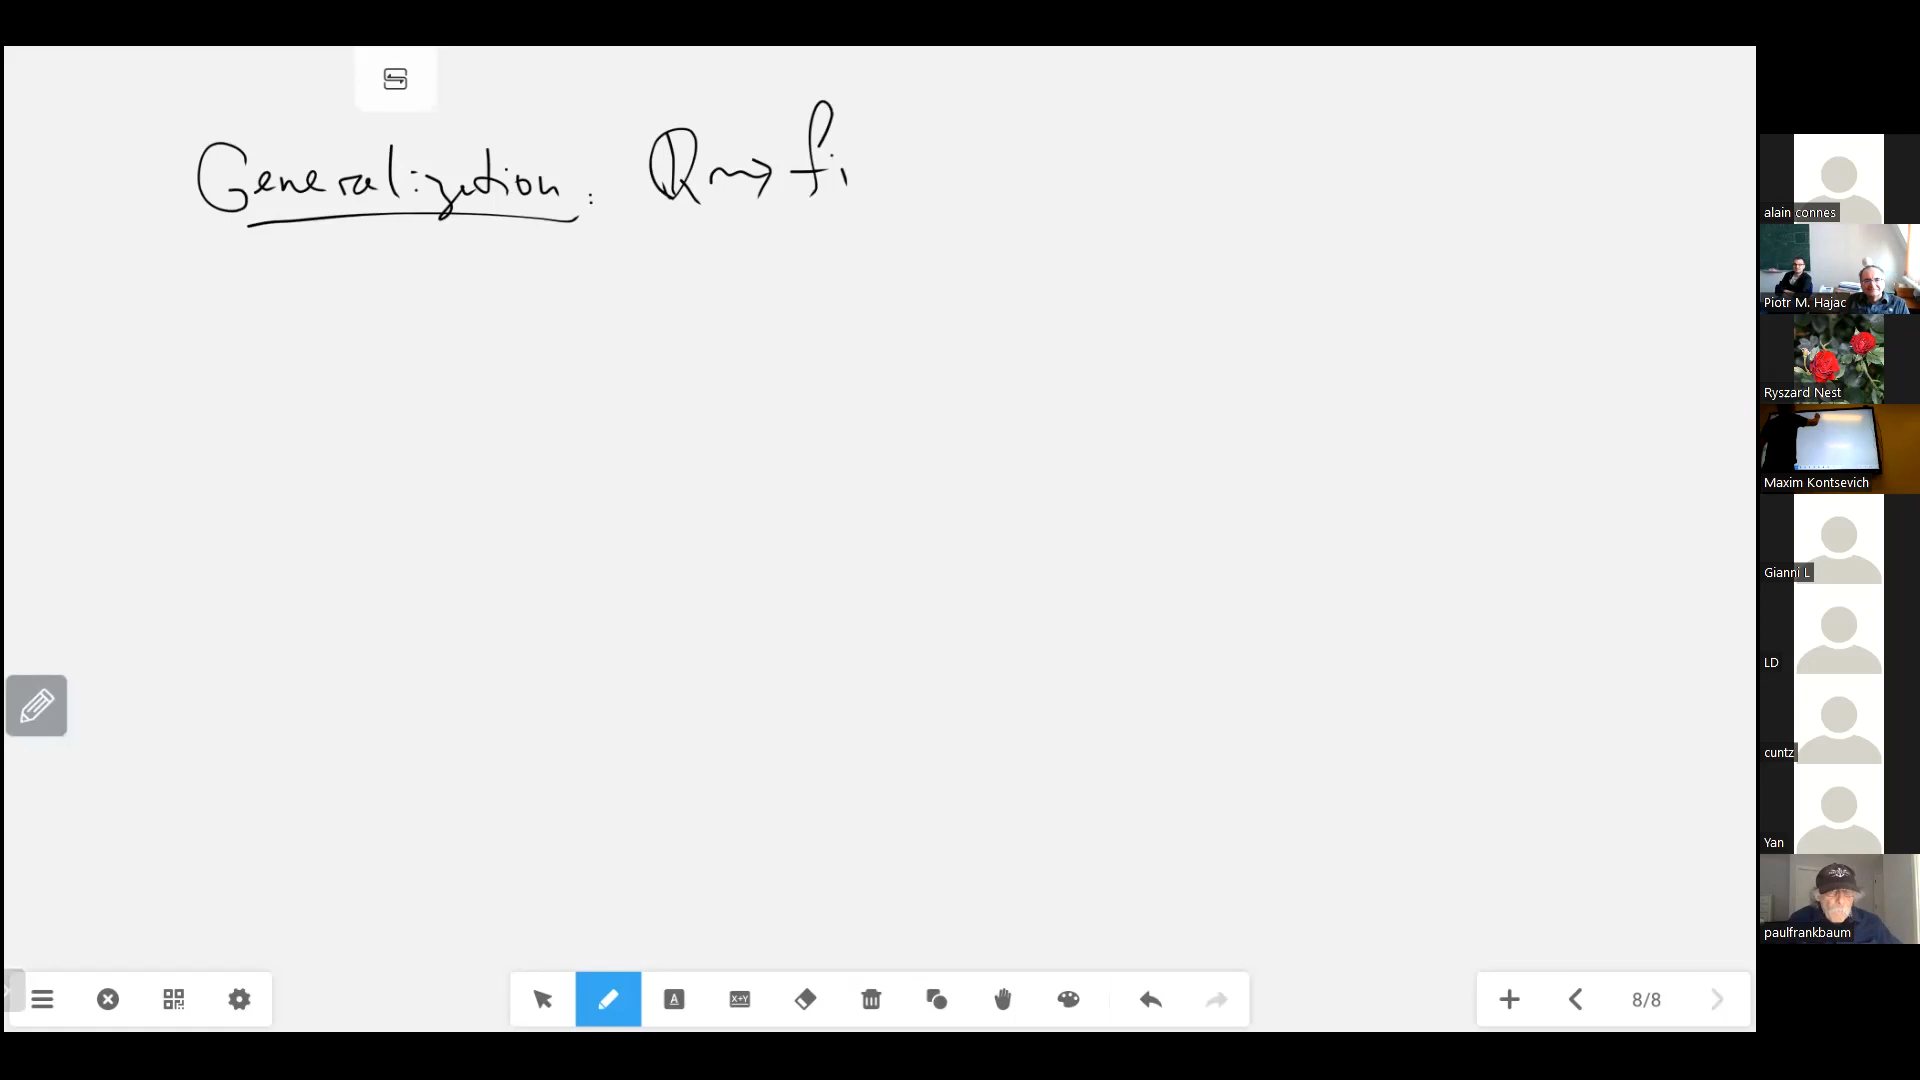 Generalization: Q ⇝ fi
alain connes
Piotr M. Hajac
Ryszard Nest
Maxim Kontsevich
Gianni L
LD
cuntz
Yan
paulfrankbaum
A
X+Y
8/8